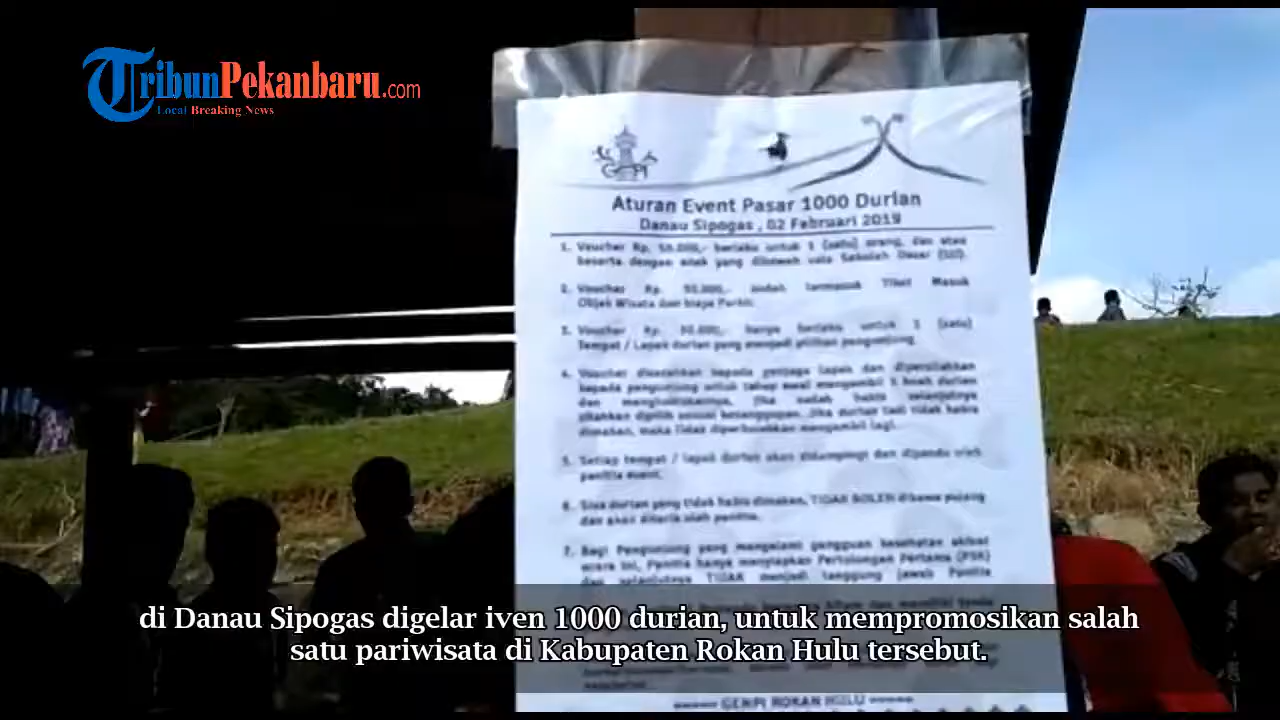 TribunPekanbaru.com
Local Breaking News
GenPI
Aturan Event Pasar 1000 Durian
Danau Sipogas , 02 Februari 2019
1. Voucher Rp. 50.000,- berlaku untuk 1 (satu) orang, dan atau
beserta dengan anak yang dibawah usia Sekolah Dasar (SD).
2. Voucher Rp. 50.000,- sudah termasuk Tiket Masuk
Objek Wisata dan biaya Parkir.
3. Voucher Rp. 50.000,- hanya berlaku untuk 1 (satu)
Tempat / Lapak durian yang menjadi pilihan pengunjung.
4. Voucher diserahkan kepada penjaga lapak dan dipersilahkan
kepada pengunjung untuk tahap awal mengambil buah durian
dan menghabiskannya, jika sudah habis selanjutnya
silahkan dipilih sesuai kesanggupan. Jika durian tadi tidak habis
dimakan, maka tidak diperbolehkan mengambil lagi.
5. Setiap tempat / lapak durian akan didampingi dan dipandu oleh
panitia event.
6. Sisa durian yang tidak habis dimakan, TIDAK BOLEH dibawa pulang
dan akan ditarik oleh panitia.
7. Bagi Pengunjung yang mengalami gangguan kesehatan akibat
acara ini, Panitia hanya menyiapkan Pertolongan Pertama (P3K)
dan selanjutnya TIDAK menjadi tanggung jawab Panitia
di Danau Sipogas digelar iven 1000 durian, untuk mempromosikan salah
satu pariwisata di Kabupaten Rokan Hulu tersebut.
GENPI ROKAN HULU